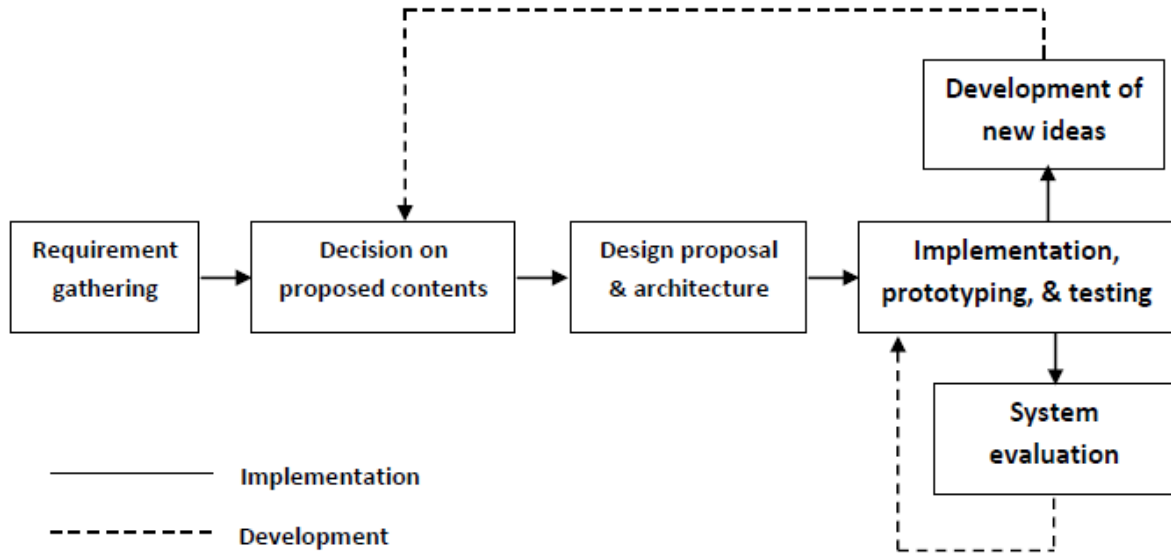 Development of
new ideas
Requirement
gathering
Decision on
proposed contents
Design proposal
& architecture
Implementation,
prototyping, & testing
System
evaluation
Implementation
Development